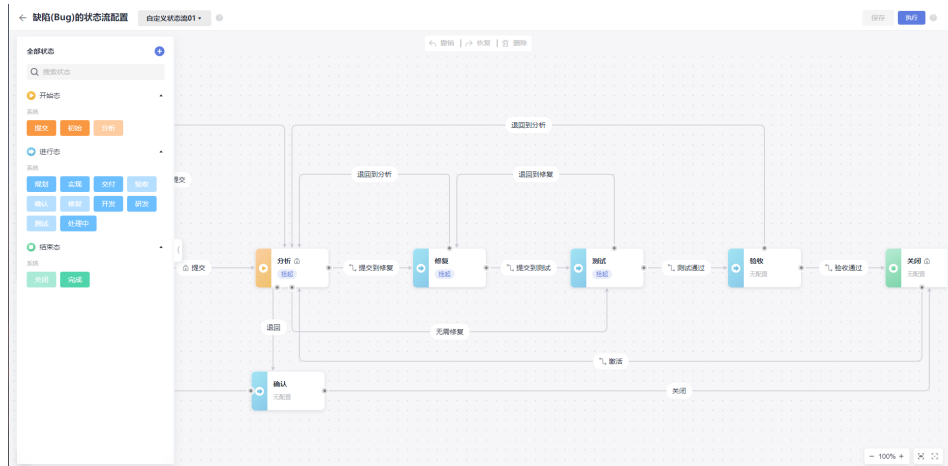 缺陷(Bug)的状态流配置
自定义状态流01
保存
执行
全部状态
撤销
恢复
删除
搜索状态
开始态
系统
提交 初始 分析
进行态
系统
规划 实现 交付 验收
确认 修复 开发 研发
测试 处理中
结束态
系统
关闭 完成
退回到分析
退回到分析
退回到修复
提交
提交
分析
挂起
提交到修复
修复
挂起
提交到测试
测试
挂起
测试通过
验收
无配置
验收通过
关闭
无配置
退回
无需修复
激活
确认
无配置
关闭
100%